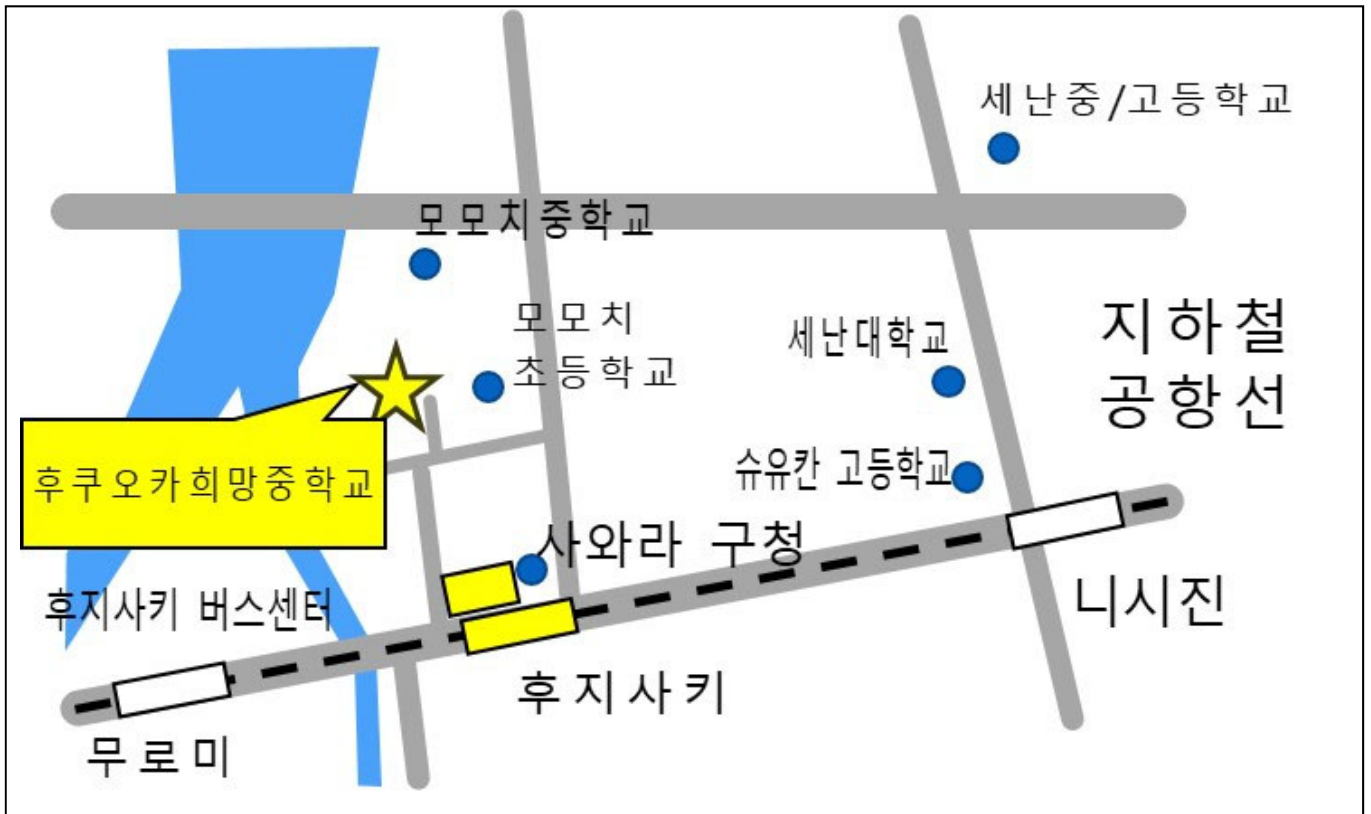 세난중/고등학교
모모치중학교
모모치
초등학교
세난대학교
지하철
공항선
후쿠오카희망중학교
슈유칸 고등학교
사와라 구청
후지사키 버스센터
니시진
후지사키
무로미